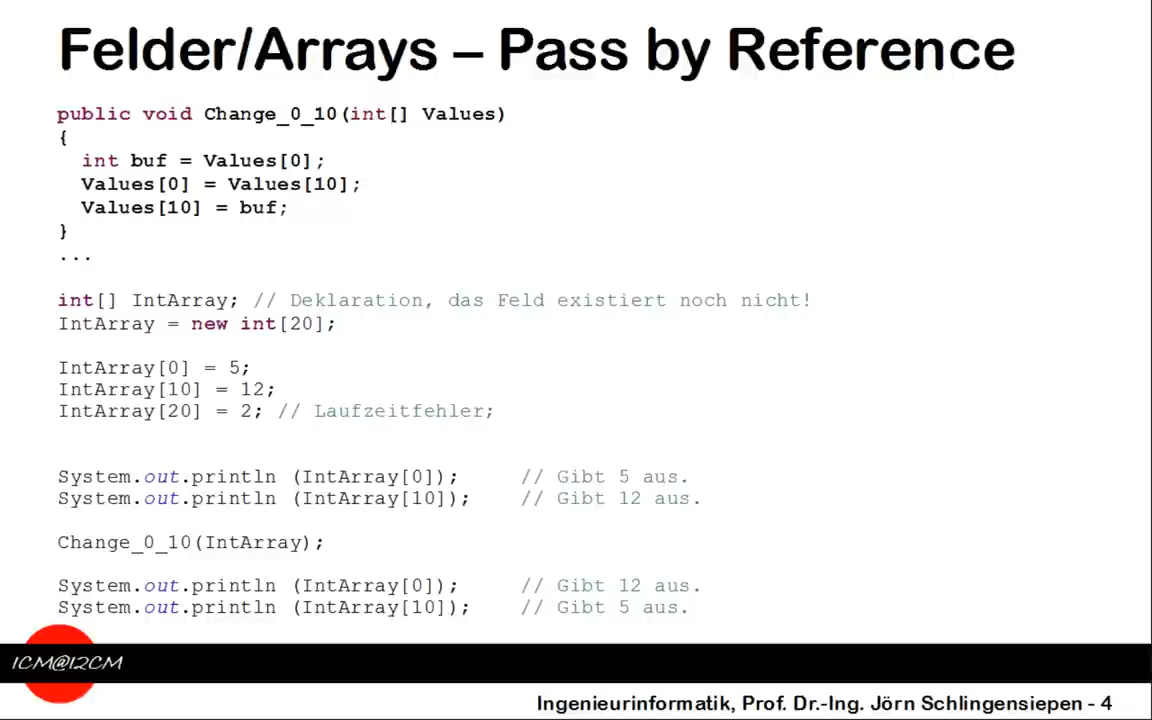 Felder/Arrays – Pass by Reference
public void Change_0_10(int[] Values)
{
  int buf = Values[0];
  Values[0] = Values[10];
  Values[10] = buf;
}
...
int[] IntArray; // Deklaration, das Feld existiert noch nicht!
IntArray = new int[20];
IntArray[0] = 5;
IntArray[10] = 12;
IntArray[20] = 2; // Laufzeitfehler;
System.out.println (IntArray[0]);     // Gibt 5 aus.
System.out.println (IntArray[10]);    // Gibt 12 aus.
Change_0_10(IntArray);
System.out.println (IntArray[0]);     // Gibt 12 aus.
System.out.println (IntArray[10]);    // Gibt 5 aus.
1CM@12CM
Ingenieurinformatik, Prof. Dr.-Ing. Jörn Schlingensiepen - 4